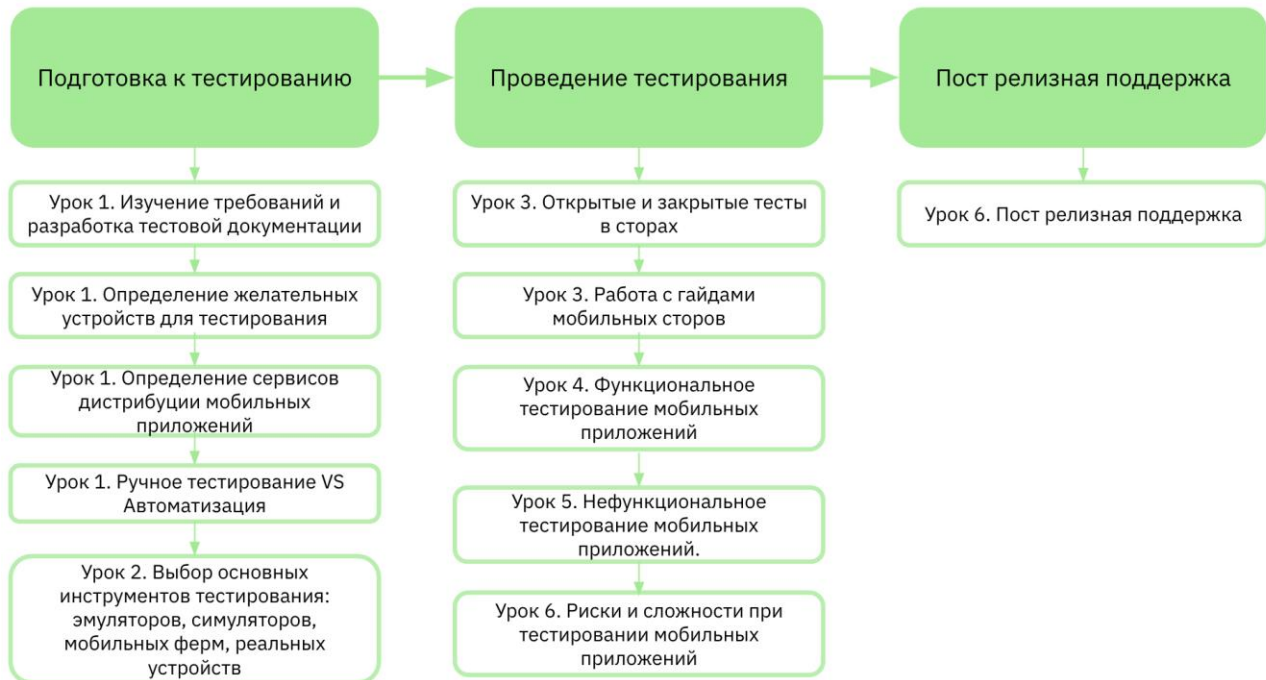 Подготовка к тестированию
Урок 1. Изучение требований и
разработка тестовой документации
Урок 1. Определение желательных
устройств для тестирования
Урок 1. Определение сервисов
дистрибуции мобильных
приложений
Урок 1. Ручное тестирование VS
Автоматизация
Урок 2. Выбор основных
инструментов тестирования:
эмуляторов, симуляторов,
мобильных ферм, реальных
устройств
Проведение тестирования
Урок 3. Открытые и закрытые тесты
в сторах
Урок 3. Работа с гайдами
мобильных сторов
Урок 4. Функциональное
тестирование мобильных
приложений
Урок 5. Нефункциональное
тестирование мобильных
приложений.
Урок 6. Риски и сложности при
тестировании мобильных
приложений
Пост релизная поддержка
Урок 6. Пост релизная поддержка